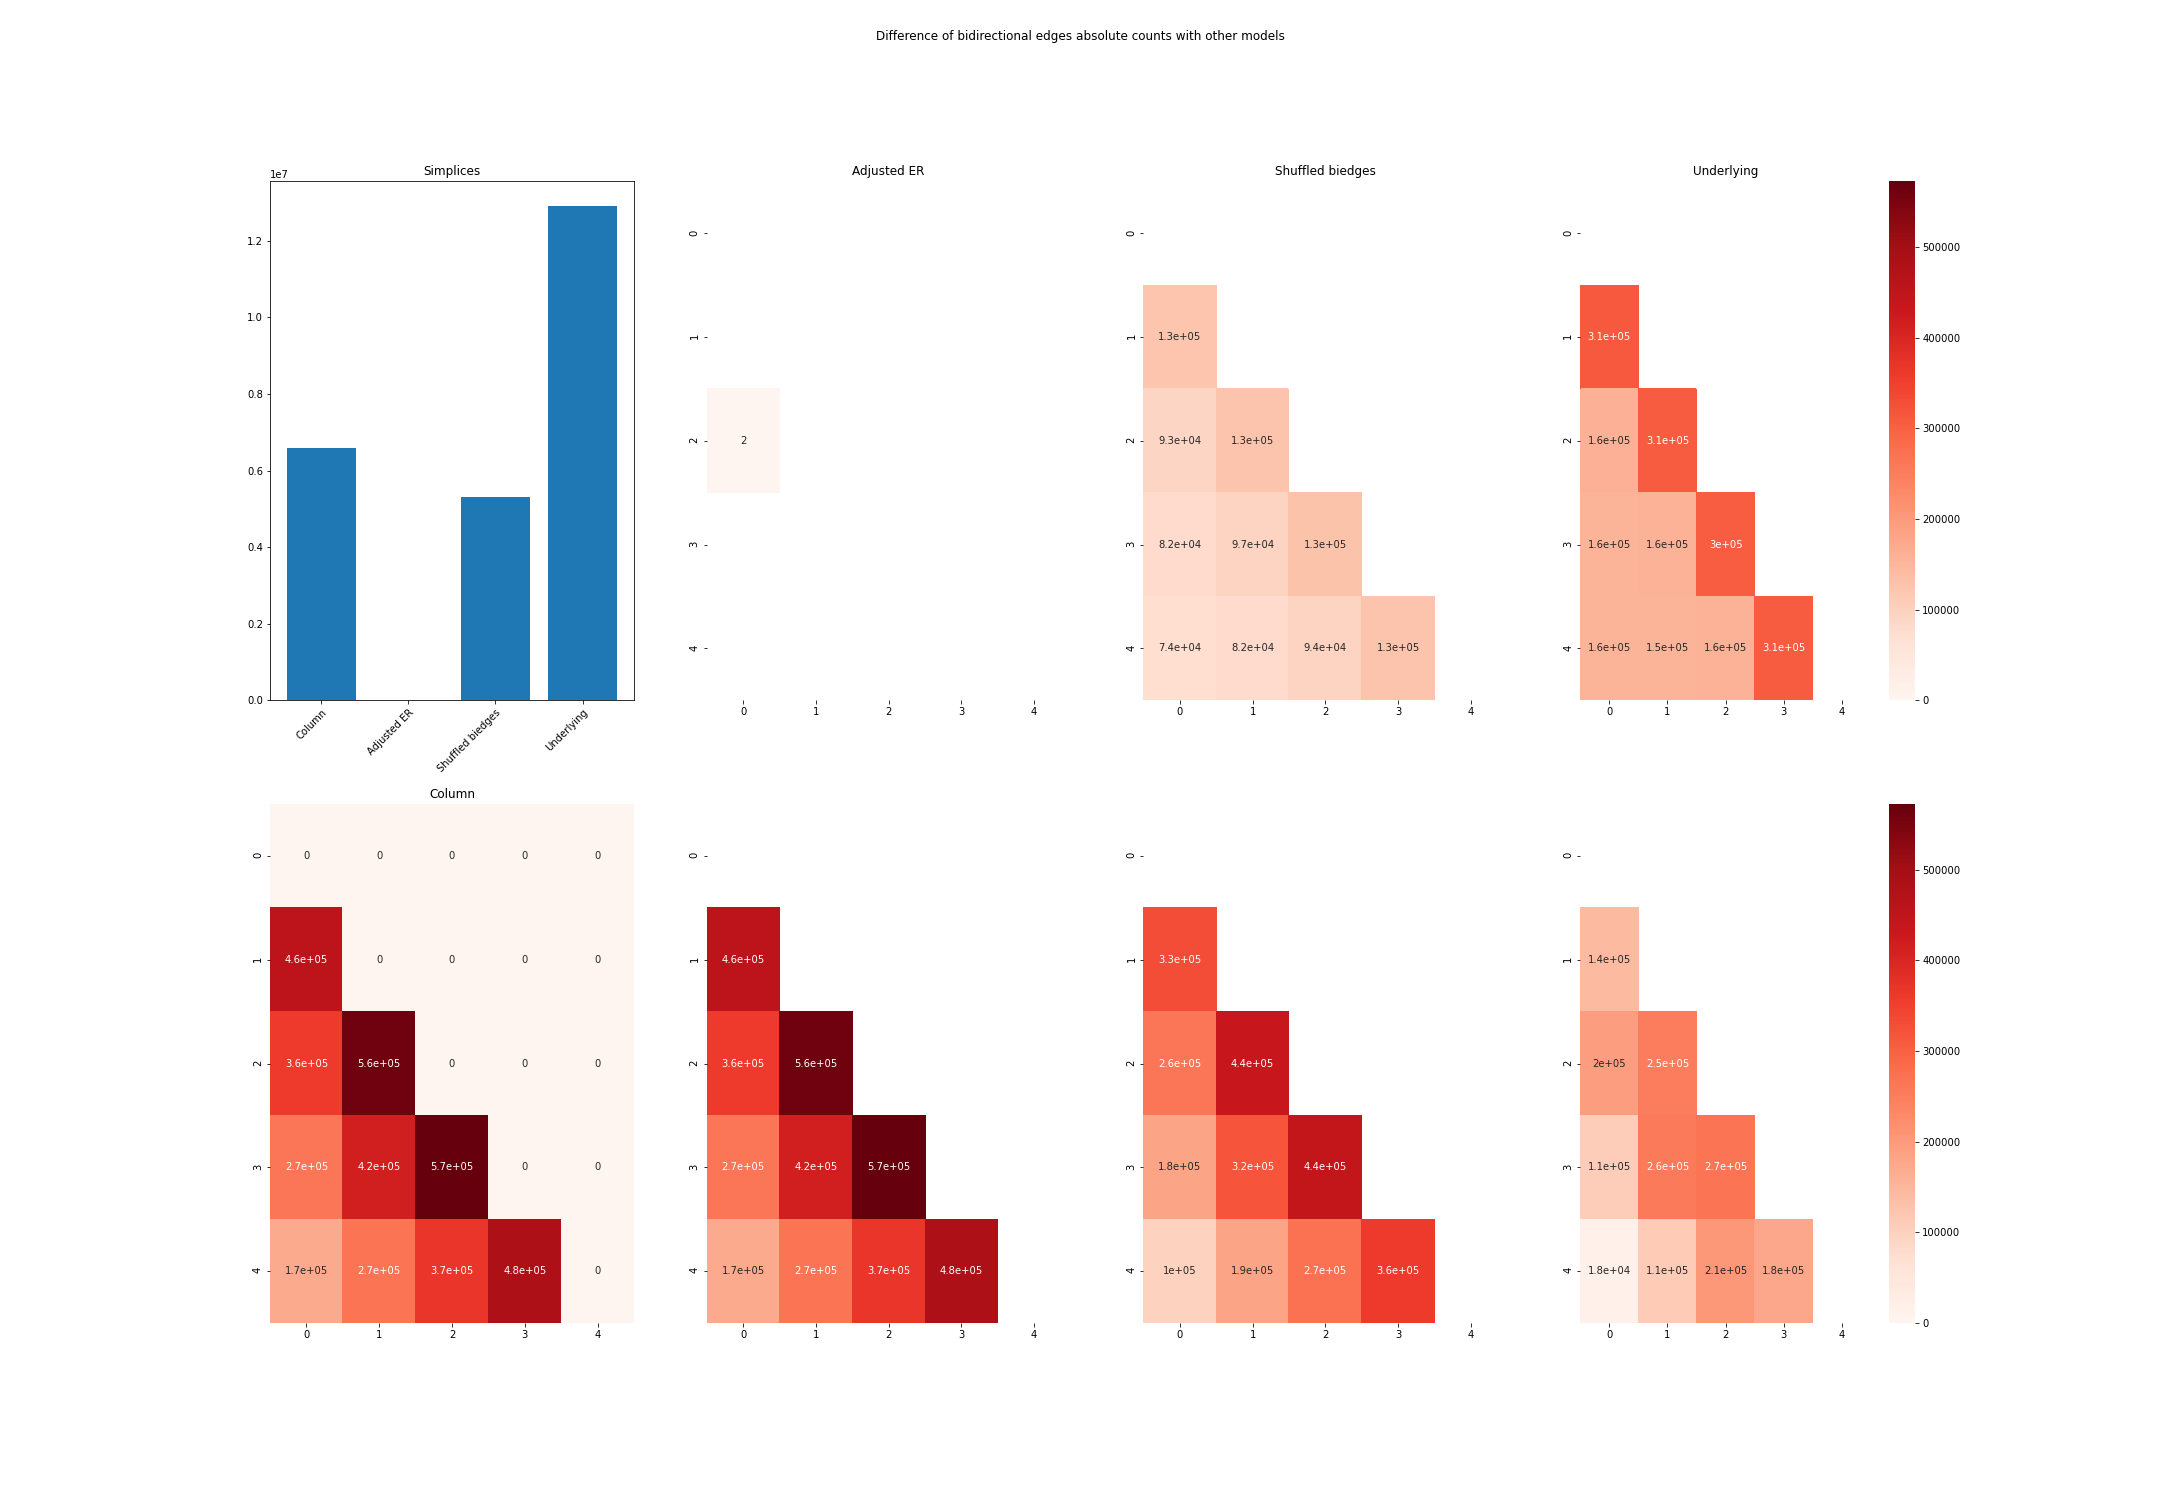 Difference of bidirectional edges absolute counts with other models
Simplices
Adjusted ER
Shuffled biedges
Underlying
1e7
1.2
1.0
0.8
0.6
0.4
0.2
0.0
Column
Adjusted ER
Shuffled biedges
Underlying
0
1
2
2
3
4
0 1 2 3 4
0
1 1.3e+05
2 9.3e+04 1.3e+05
3 8.2e+04 9.7e+04 1.3e+05
4 7.4e+04 8.2e+04 9.4e+04 1.3e+05
0 1 2 3 4
0
1 3.1e+05
2 1.6e+05 3.1e+05
3 1.6e+05 1.6e+05 3e+05
4 1.6e+05 1.5e+05 1.6e+05 3.1e+05
0 1 2 3 4
500000
400000
300000
200000
100000
0
Column
0 0 0 0 0 0
1 4.6e+05 0 0 0 0
2 3.6e+05 5.6e+05 0 0 0
3 2.7e+05 4.2e+05 5.7e+05 0 0
4 1.7e+05 2.7e+05 3.7e+05 4.8e+05 0
0 1 2 3 4
0
1 4.6e+05
2 3.6e+05 5.6e+05
3 2.7e+05 4.2e+05 5.7e+05
4 1.7e+05 2.7e+05 3.7e+05 4.8e+05
0 1 2 3 4
0
1 3.3e+05
2 2.6e+05 4.4e+05
3 1.8e+05 3.2e+05 4.4e+05
4 1e+05 1.9e+05 2.7e+05 3.6e+05
0 1 2 3 4
0
1 1.4e+05
2 2e+05 2.5e+05
3 1.1e+05 2.6e+05 2.7e+05
4 1.8e+04 1.1e+05 2.1e+05 1.8e+05
0 1 2 3 4
500000
400000
300000
200000
100000
0